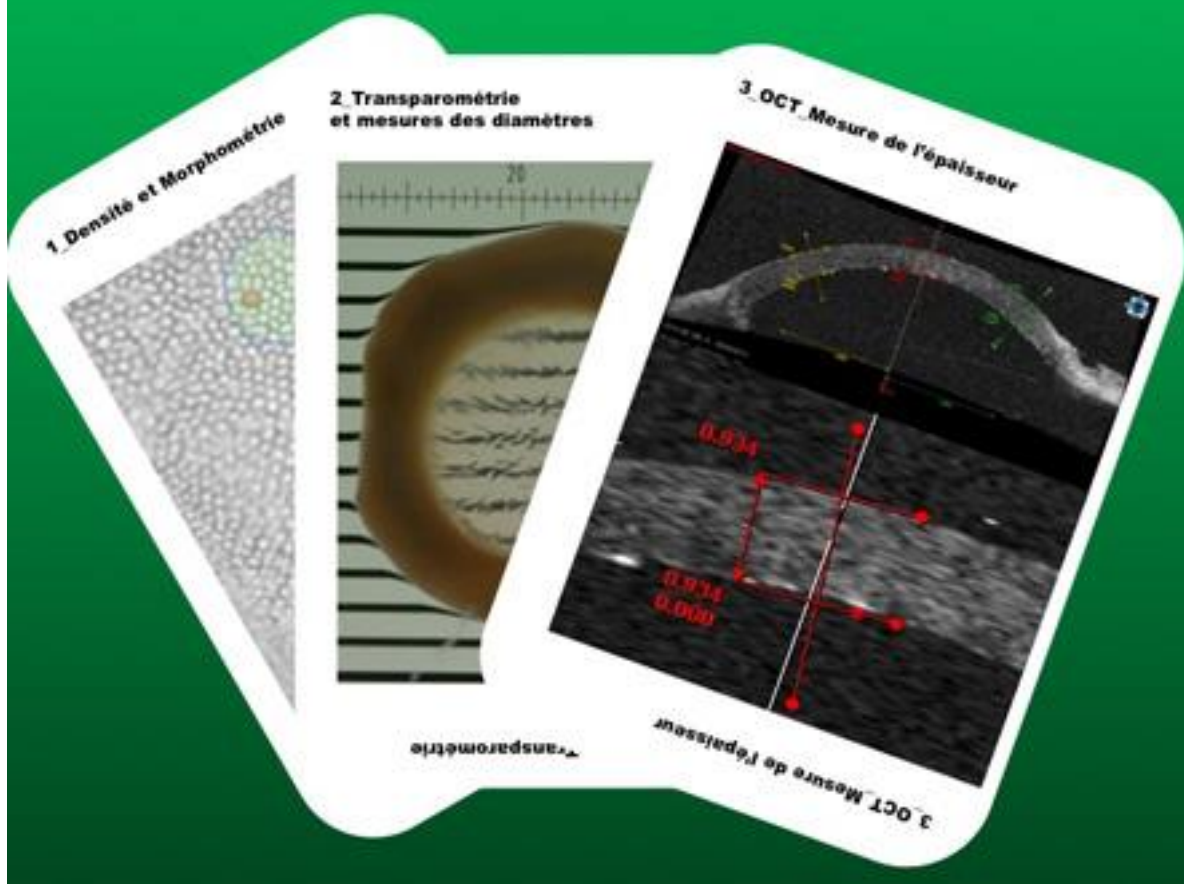 1_Densité et Morphométrie
2_Transparométrie
et mesures des diamètres
20
Transparométrie
3_OCT_Mesure de l'épaisseur
0.934
0.934
0.000
3_OCT_Mesure de l'épaisseur